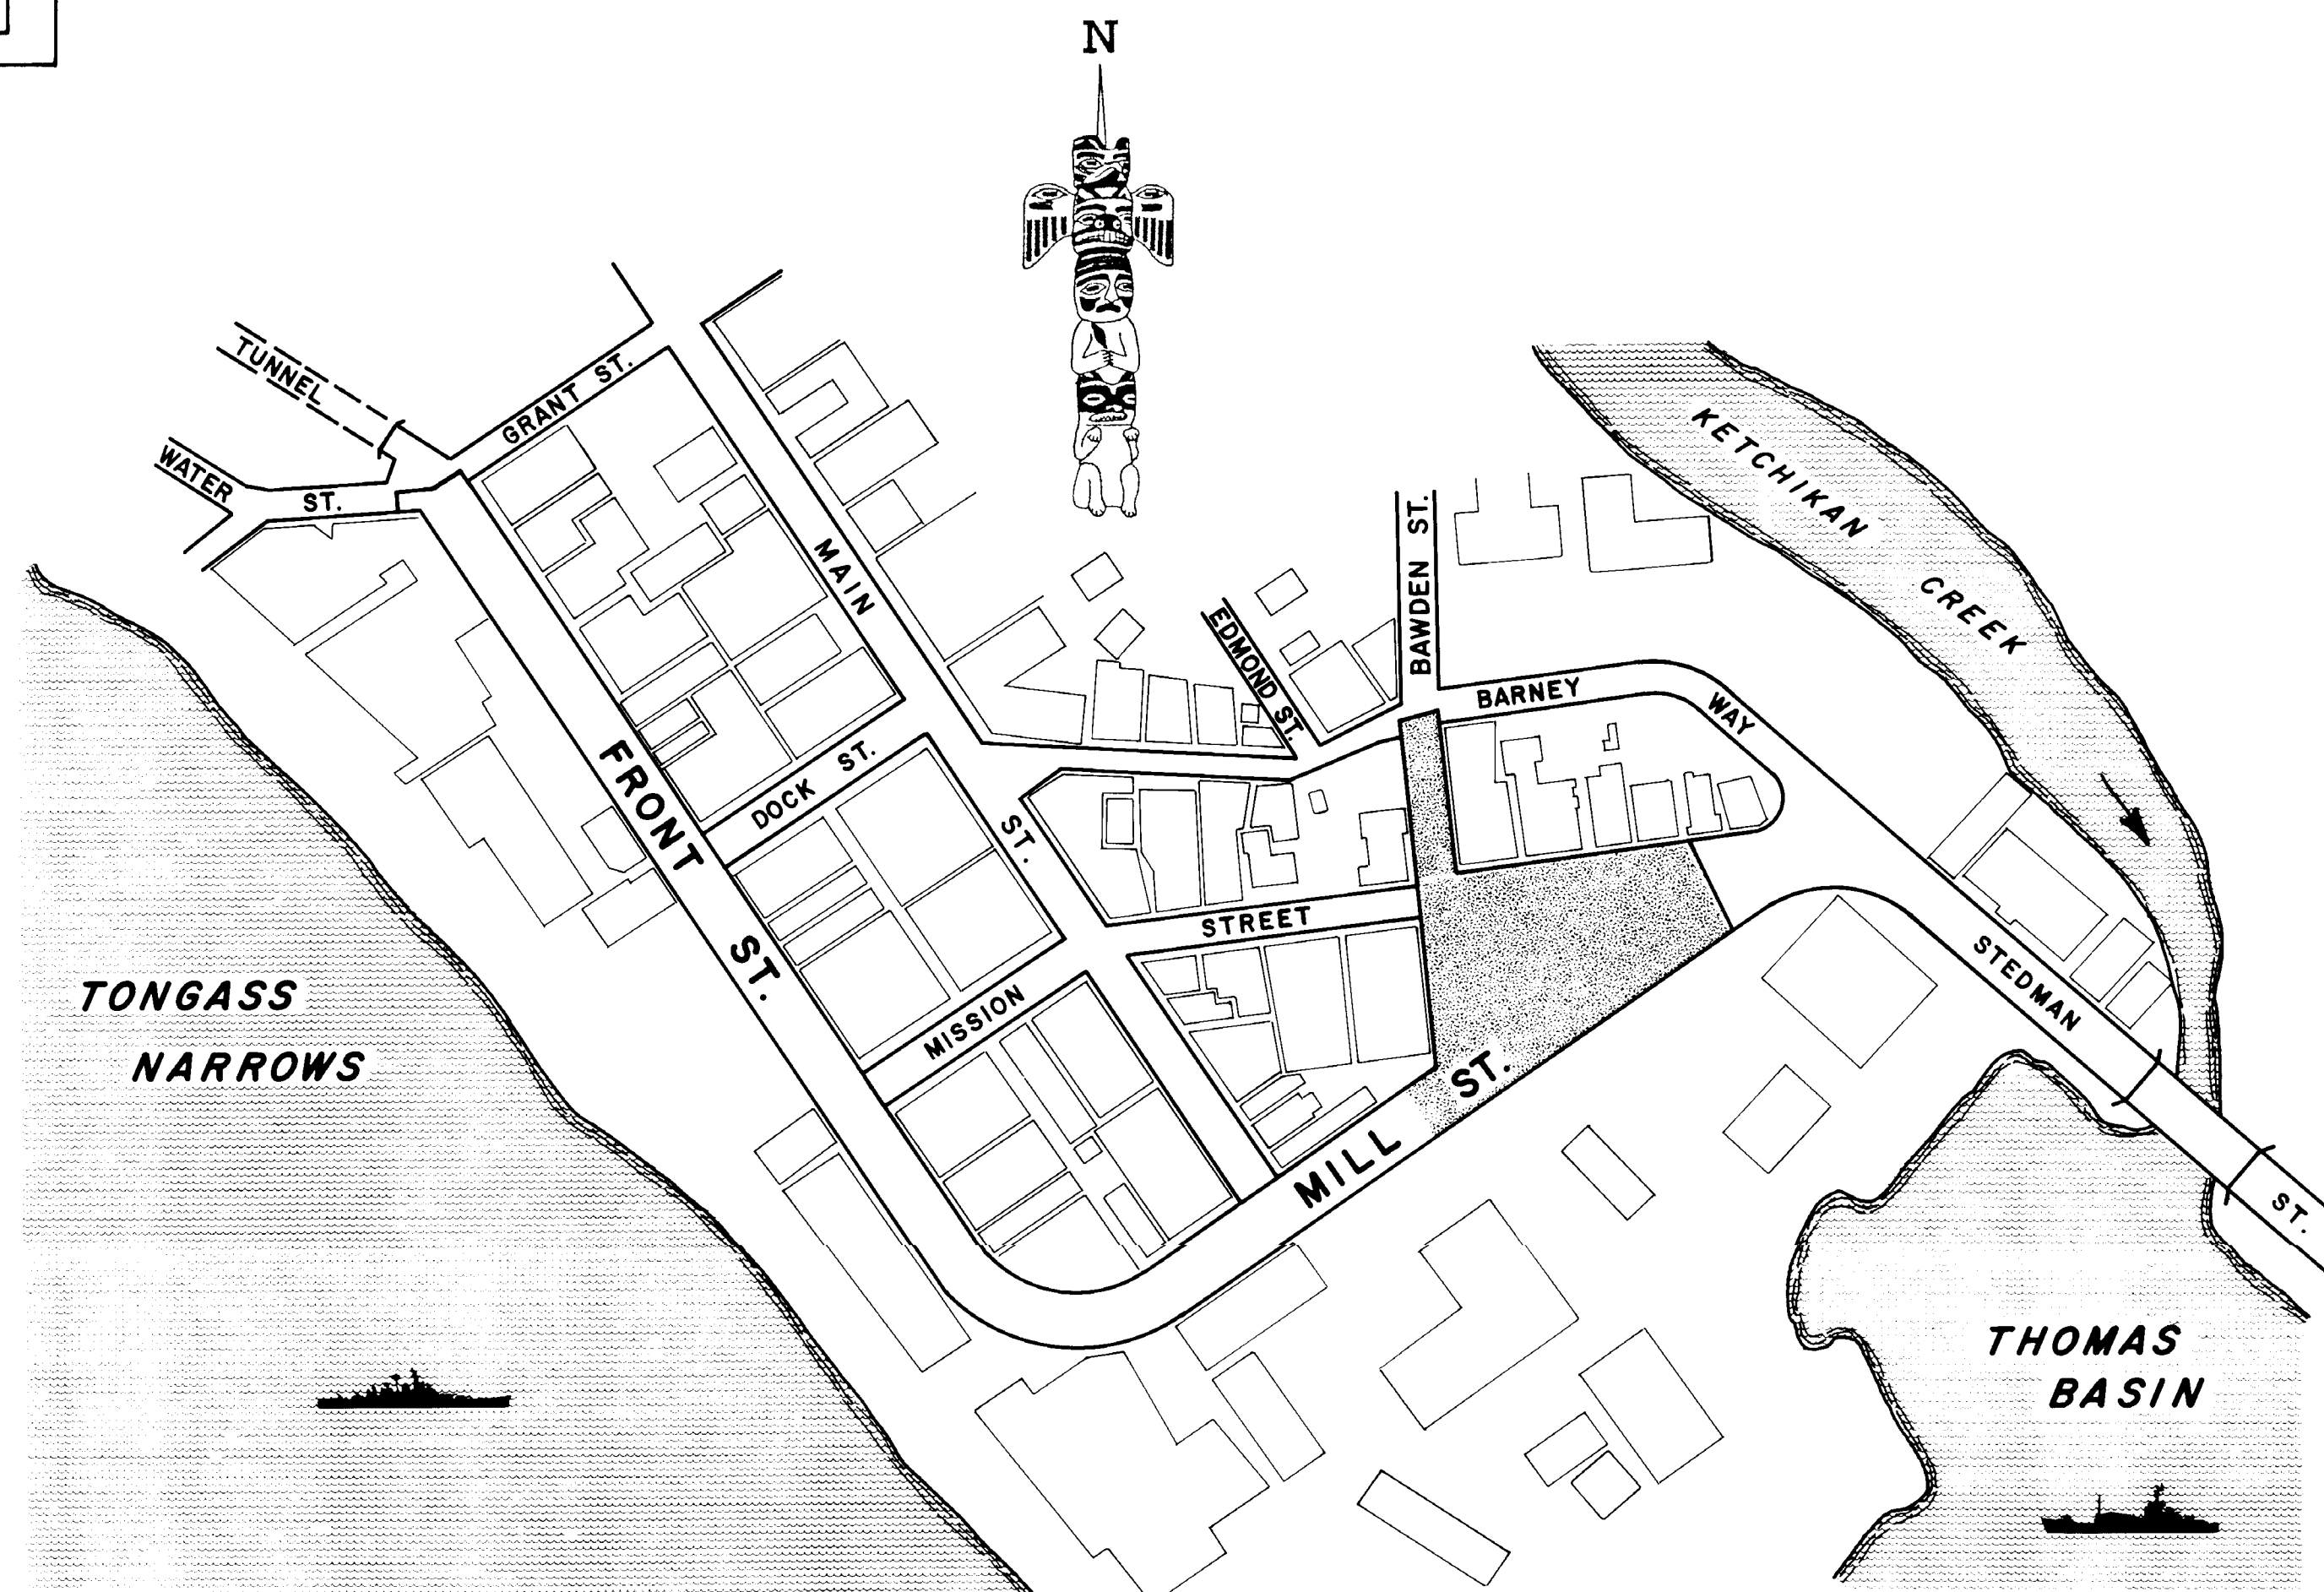 N
TUNNEL
WATER
ST.
GRANT ST.
MAIN
ST.
KETCHIKAN
CREEK
BAWDEN ST.
EDMOND ST.
BARNEY
WAY
FRONT
ST.
DOCK ST.
STREET
MISSION
STEDMAN
ST.
MILL
ST.
TONGASS
NARROWS
THOMAS
BASIN